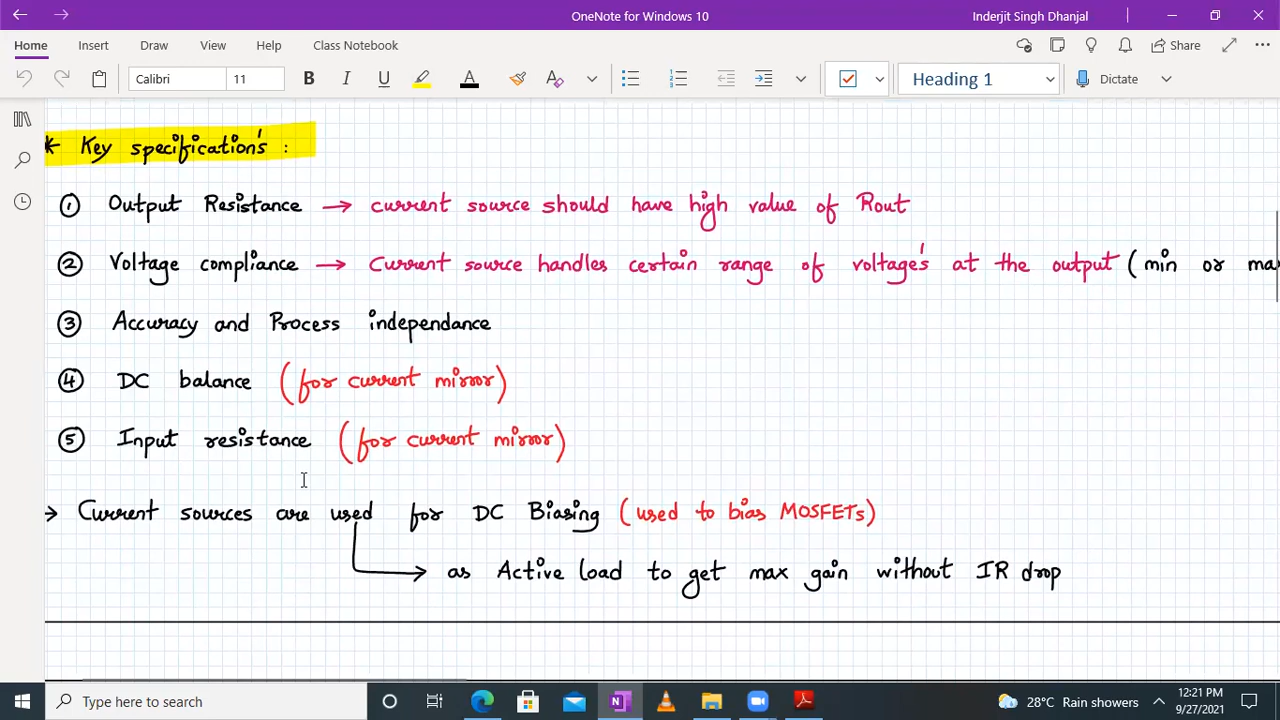 OneNote for Windows 10
Inderjit Singh Dhanjal
Home Insert Draw View Help Class Notebook
Share
Calibri 11 B I U A A Heading 1 Dictate
* Key specification's :
① Output Resistance → current source should have high value of Rout
② Voltage compliance → Current source handles certain range of voltage's at the output (min or max
③ Accuracy and Process independance
④ DC balance (for current mirror)
⑤ Input resistance (for current mirror)
→ Current sources are used for DC Biasing (used to bias MOSFETs)
→ as Active load to get max gain without IR drop
Type here to search
28°C Rain showers
12:21 PM
9/27/2021